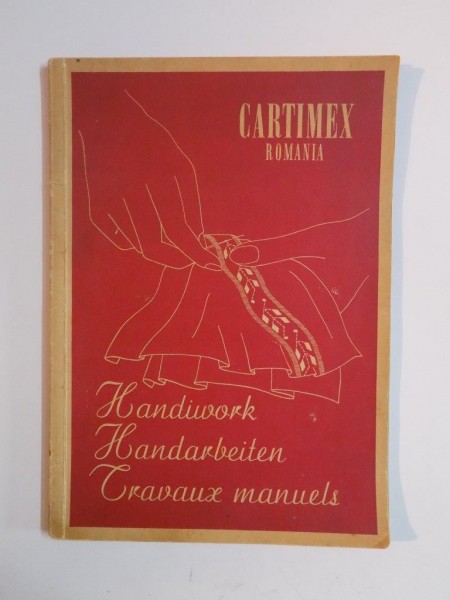 CARTIMEX
ROMANIA
Handiwork
Handarbeiten
Travaux manuels